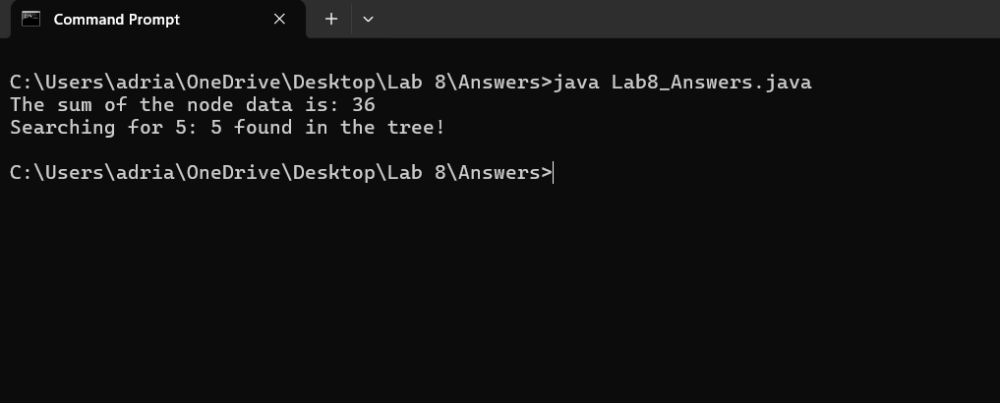 Command Prompt
C:\Users\adria\OneDrive\Desktop\Lab 8\Answers>java Lab8_Answers.java
The sum of the node data is: 36
Searching for 5: 5 found in the tree!
C:\Users\adria\OneDrive\Desktop\Lab 8\Answers>